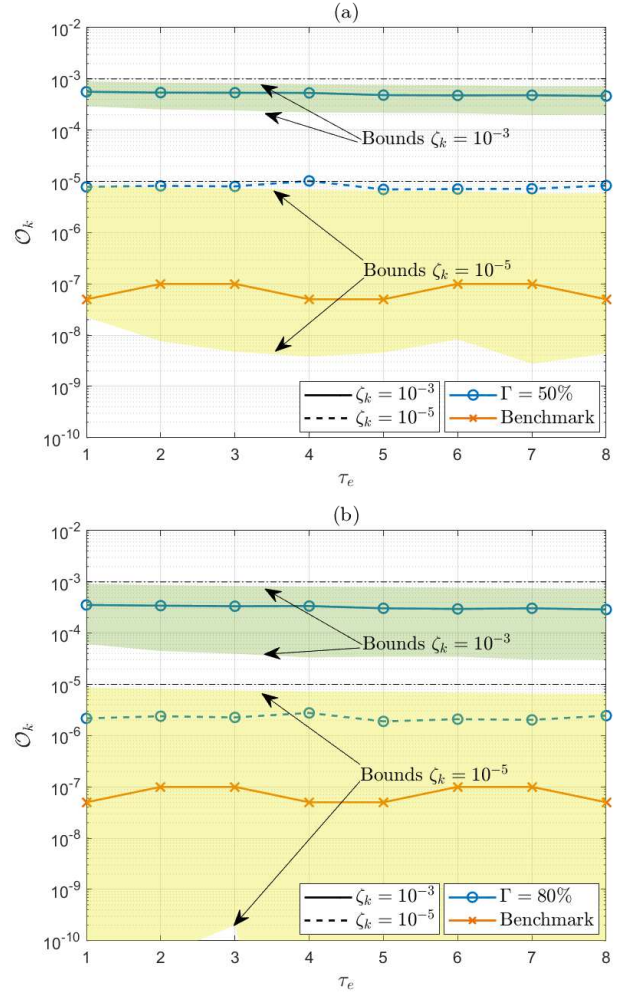 (a)
10^-2
10^-3
10^-4
10^-5
10^-6
10^-7
10^-8
10^-9
10^-10
𝒪_k
Bounds ζ_k = 10^-3
Bounds ζ_k = 10^-5
ζ_k = 10^-3
ζ_k = 10^-5
Γ = 50%
Benchmark
1 2 3 4 5 6 7 8
τ_e
(b)
10^-2
10^-3
10^-4
10^-5
10^-6
10^-7
10^-8
10^-9
10^-10
𝒪_k
Bounds ζ_k = 10^-3
Bounds ζ_k = 10^-5
ζ_k = 10^-3
ζ_k = 10^-5
Γ = 80%
Benchmark
1 2 3 4 5 6 7 8
τ_e